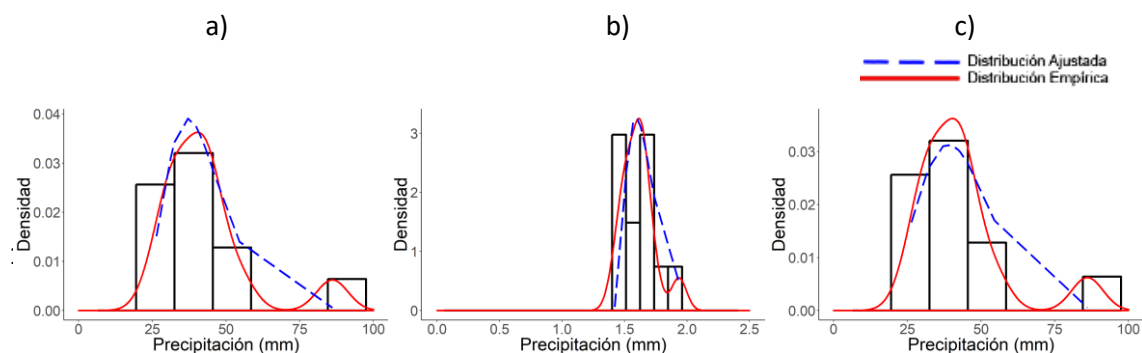 a)
b)
c)
Distribución Ajustada
Distribución Empírica
Densidad
0.04
0.03
0.02
0.01
0.00
0
25
50
75
100
Precipitación (mm)
Densidad
3
2
1
0
0.0
0.5
1.0
1.5
2.0
2.5
Precipitación (mm)
Densidad
0.03
0.02
0.01
0.00
0
25
50
75
100
Precipitación (mm)